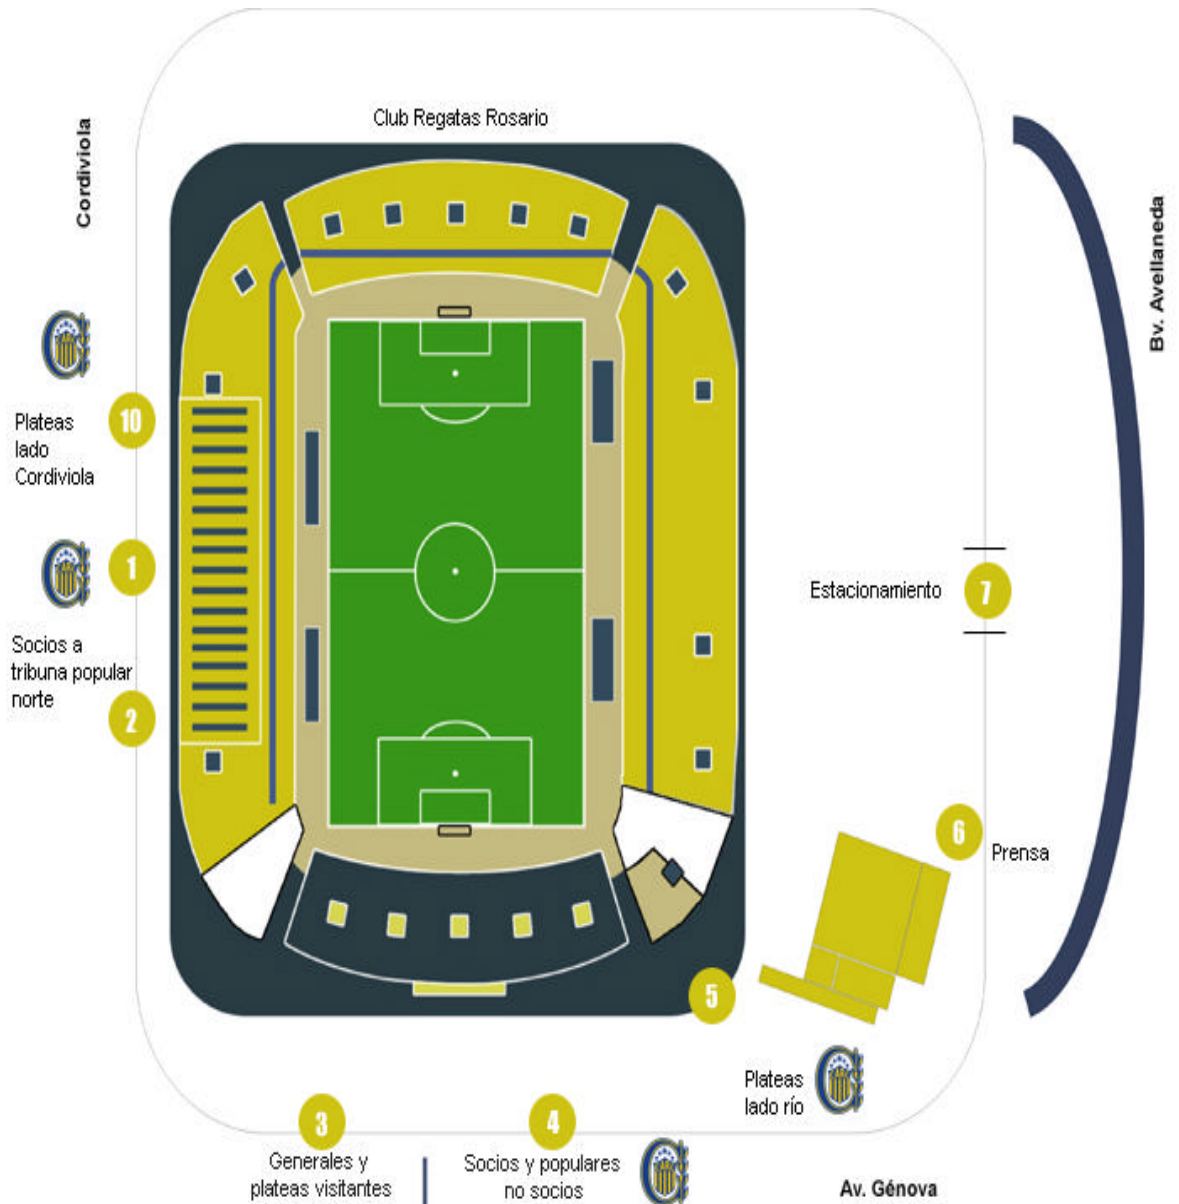 Club Regatas Rosario
Cordiviola
Bv. Avellaneda
10
Plateas
lado
Cordiviola
1
Socios a
tribuna popular
norte
2
Estacionamiento
7
6
Prensa
5
Plateas
lado río
3
Generales y
plateas visitantes
4
Socios y populares
no socios
Av. Génova